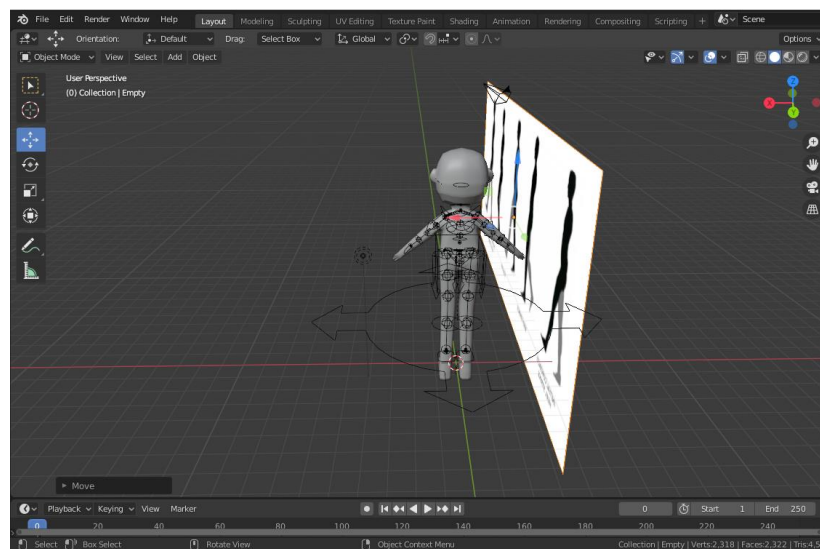 File Edit Render Window Help Layout Modeling Sculpting UV Editing Texture Paint Shading Animation Rendering Compositing Scripting + Scene
Orientation: Default Drag: Select Box Global Options
Object Mode View Select Add Object
User Perspective
(0) Collection | Empty
Z
X
Y
Move
Playback Keying View Marker 0 Start 1 End 250
0 20 40 60 80 100 120 140 160 180 200 220 240
Select Box Select Rotate View Object Context Menu Collection | Empty | Verts:2,318 | Faces:2,322 | Tris:4,5